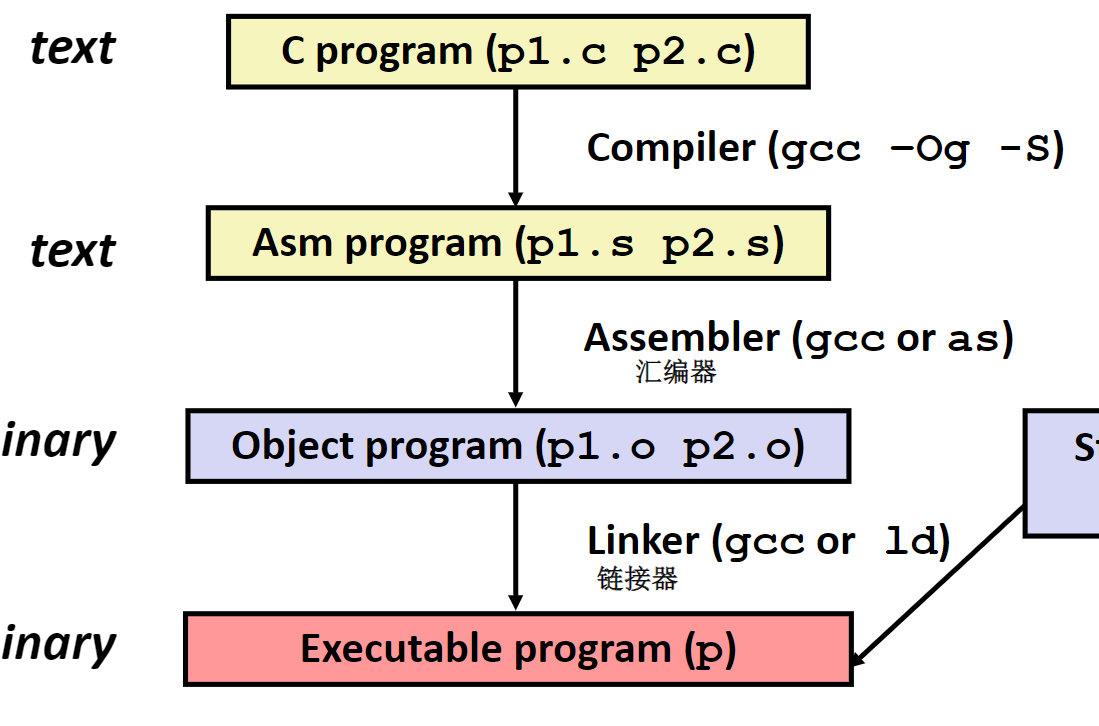 text
C program (p1.c p2.c)
Compiler (gcc –Og -S)
text
Asm program (p1.s p2.s)
Assembler (gcc or as)
汇编器
inary
Object program (p1.o p2.o)
St
Linker (gcc or ld)
链接器
inary
Executable program (p)